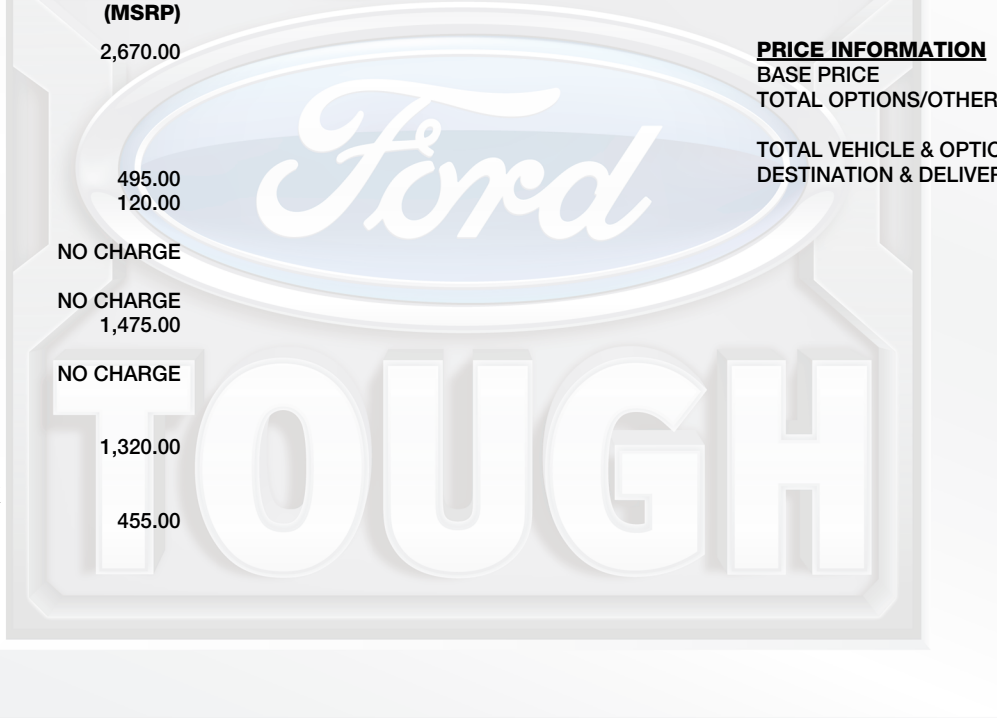 (MSRP)
2,670.00
495.00
120.00
NO CHARGE
NO CHARGE
1,475.00
NO CHARGE
1,320.00
455.00
PRICE INFORMATION
BASE PRICE
TOTAL OPTIONS/OTHER
TOTAL VEHICLE & OPTIO
DESTINATION & DELIVER
Ford
TOUGH